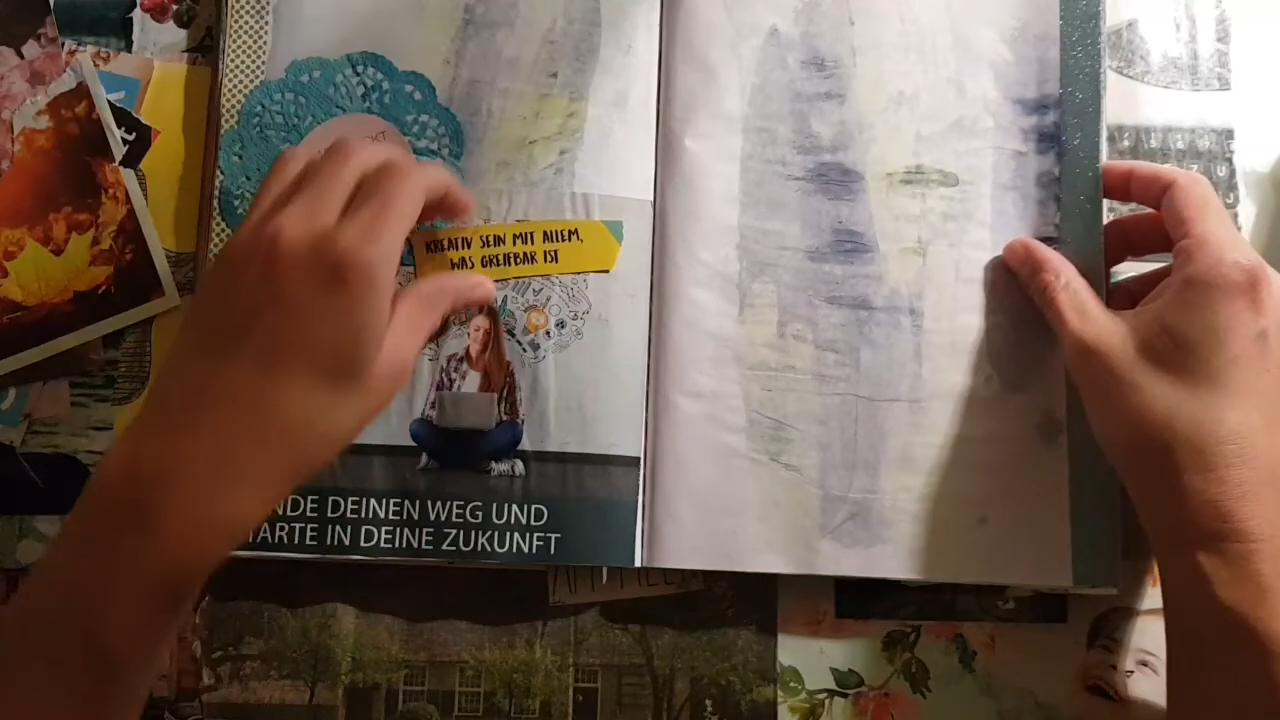 KREATIV SEIN MIT ALLEM,
WAS GREIFBAR IST
NDE DEINEN WEG UND
TARTE IN DEINE ZUKUNFT